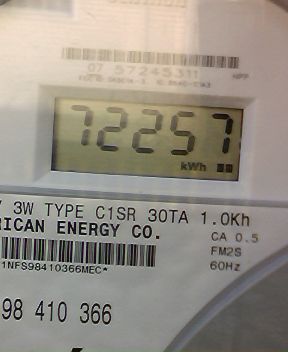 07 57245311
72257
kWh
V 3W TYPE C1SR 30TA 1.0Kh
RICAN ENERGY CO.
CA 0.5
FM2S
60Hz
1NFS98410366MEC*
98 410 366